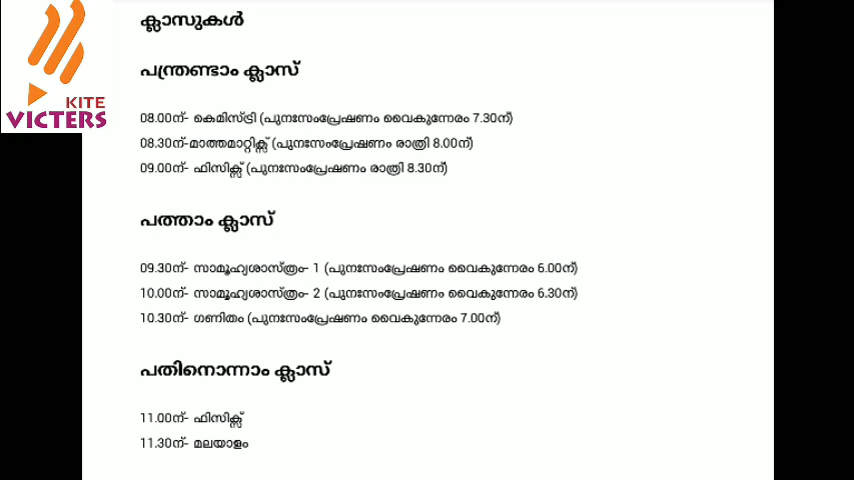 KITE
VICTERS
ക്ലാസുകൾ
പന്ത്രണ്ടാം ക്ലാസ്
08.00ന്- കെമിസ്ട്രി (പുനഃസംപ്രേഷണം വൈകുന്നേരം 7.30ന്)
08.30ന്-മാത്തമാറ്റിക്സ് (പുനഃസംപ്രേഷണം രാത്രി 8.00ന്)
09.00ന്- ഫിസിക്സ് (പുനഃസംപ്രേഷണം രാത്രി 8.30ന്)
പത്താം ക്ലാസ്
09.30ന്- സാമൂഹ്യശാസ്ത്രം- 1 (പുനഃസംപ്രേഷണം വൈകുന്നേരം 6.00ന്)
10.00ന്- സാമൂഹ്യശാസ്ത്രം- 2 (പുനഃസംപ്രേഷണം വൈകുന്നേരം 6.30ന്)
10.30ന്- ഗണിതം (പുനഃസംപ്രേഷണം വൈകുന്നേരം 7.00ന്)
പതിനൊന്നാം ക്ലാസ്
11.00ന്- ഫിസിക്സ്
11.30ന്- മലയാളം